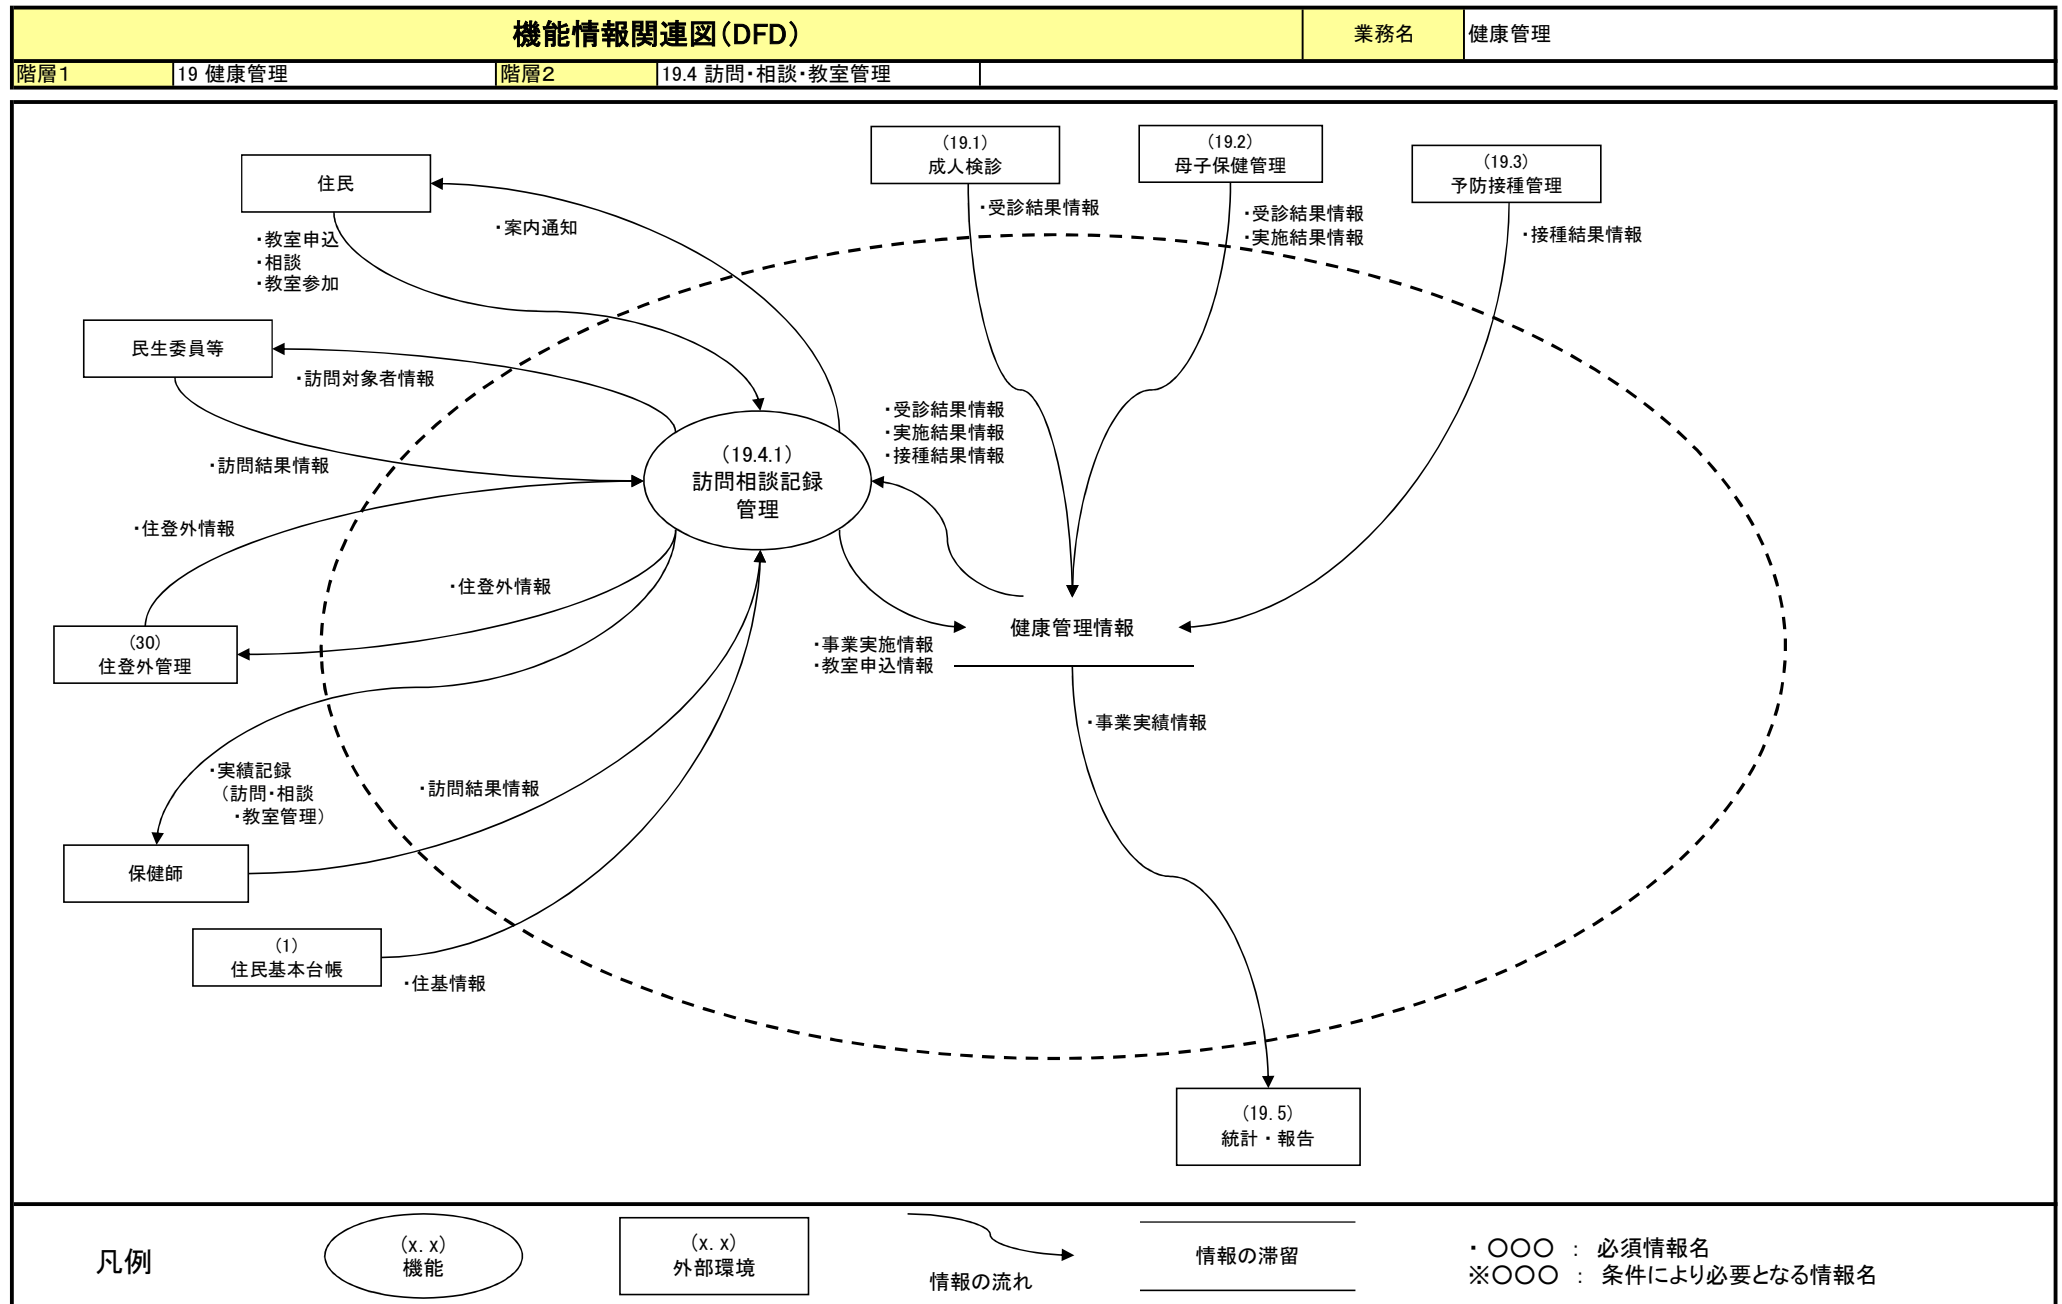 機能情報関連図（DFD）
業務名
健康管理
階層１
19 健康管理
階層２
19.4 訪問・相談・教室管理
住民
・教室申込
・相談
・教室参加
・案内通知
（19.1）
成人検診
・受診結果情報
（19.2）
母子保健管理
・受診結果情報
・実施結果情報
（19.3）
予防接種管理
・接種結果情報
民生委員等
・訪問対象者情報
・訪問結果情報
（19.4.1）
訪問相談記録
管理
・受診結果情報
・実施結果情報
・接種結果情報
・住登外情報
・住登外情報
（30）
住登外管理
健康管理情報
・事業実施情報
・教室申込情報
・事業実績情報
・実績記録
（訪問・相談
・教室管理）
・訪問結果情報
保健師
（1）
住民基本台帳
・住基情報
（19.5）
統計・報告
凡例
（x.x）
機能
（x.x）
外部環境
情報の流れ
情報の滞留
・ 〇〇〇 ： 必須情報名
※〇〇〇 ： 条件により必要となる情報名